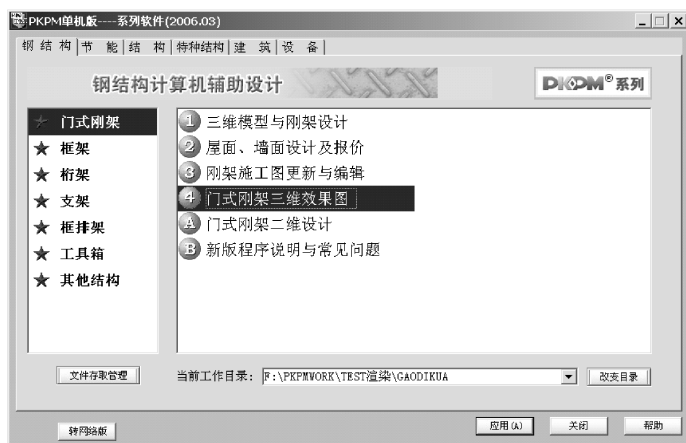 PKPM单机版----系列软件(2006.03)
钢 结 构 | 节 能 | 结 构 | 特种结构 | 建 筑 | 设 备
钢结构计算机辅助设计
PKPM®系列
门式刚架
框架
桁架
支架
框排架
工具箱
其他结构
1 三维模型与刚架设计
2 屋面、墙面设计及报价
3 刚架施工图更新与编辑
4 门式刚架三维效果图
A 门式刚架二维设计
B 新版程序说明与常见问题
文件存取管理
当前工作目录: F:\PKPMWORK\TEST渲染\GAODIKUA
改变目录
转网络版
应用(A)
关闭
帮助